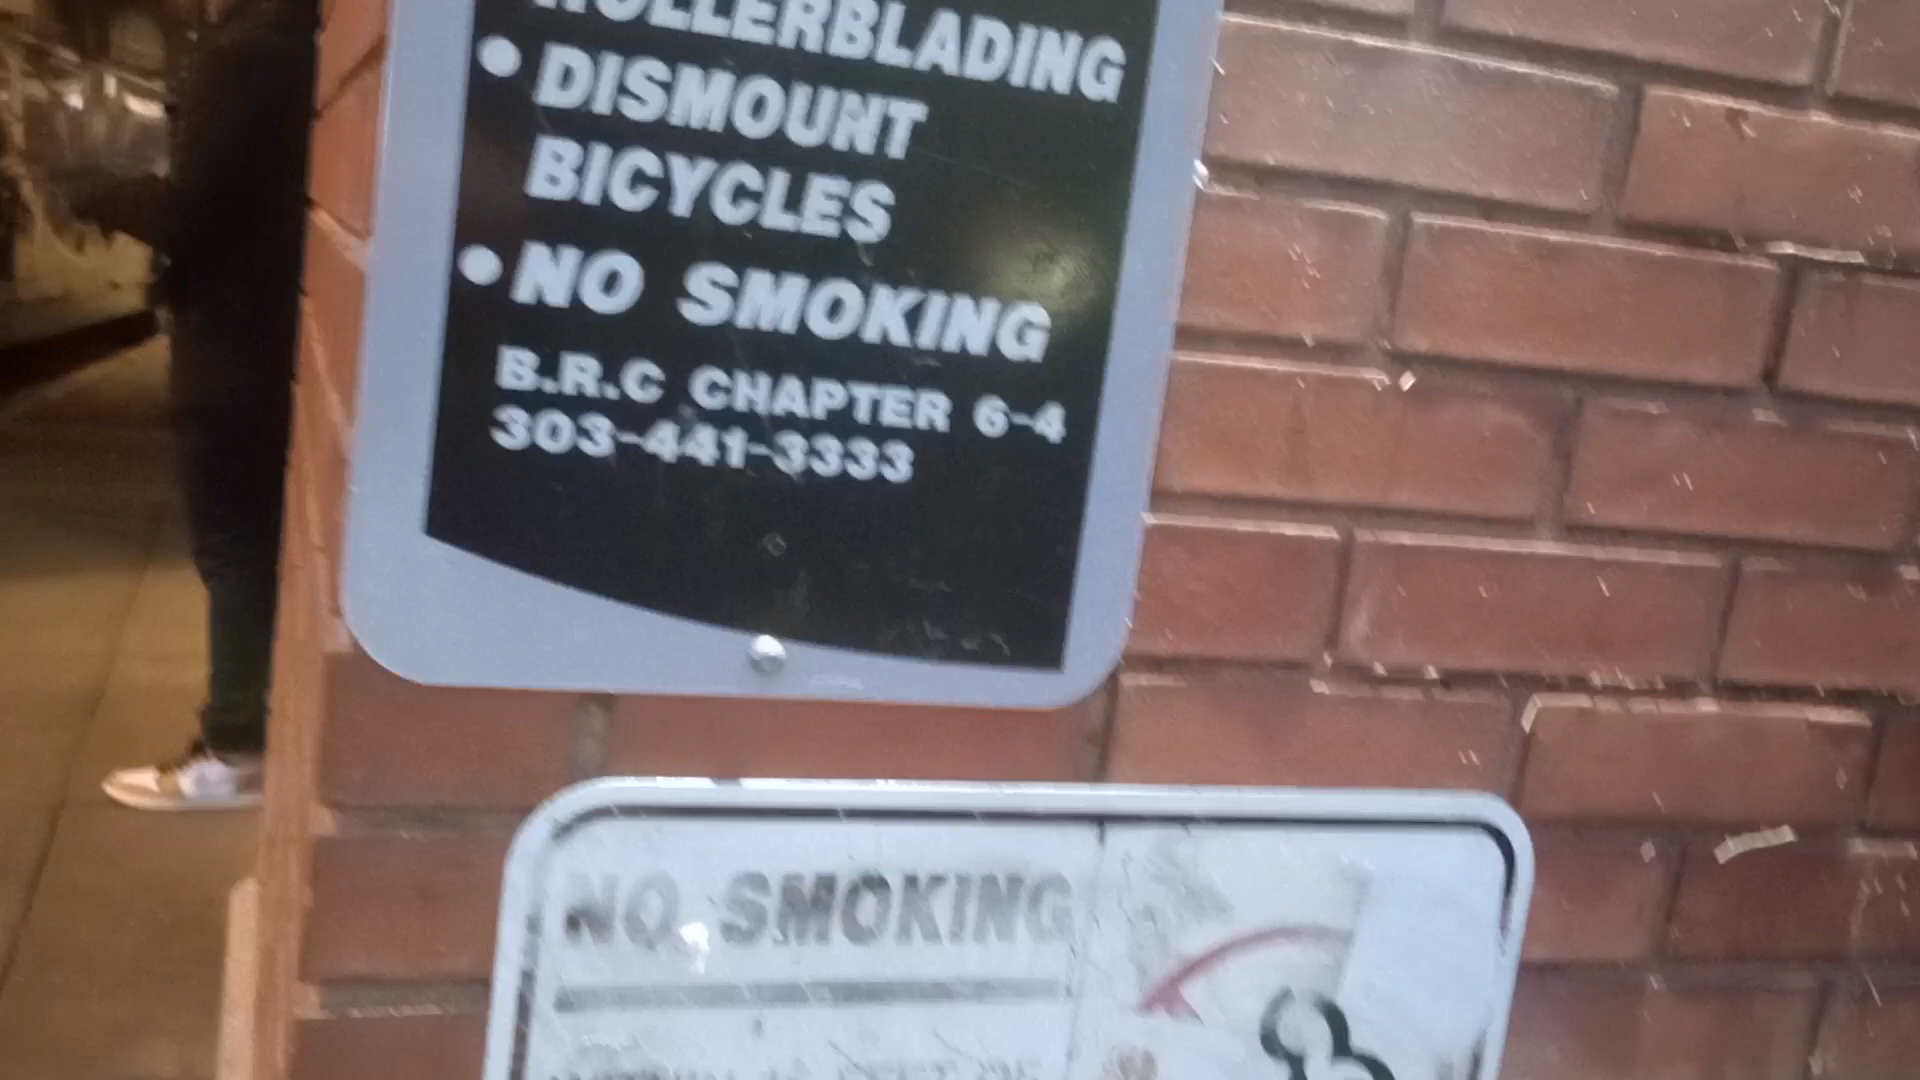 ROLLERBLADING
• DISMOUNT
BICYCLES
• NO SMOKING
B.R.C CHAPTER 6-4
303-441-3333
NO SMOKING